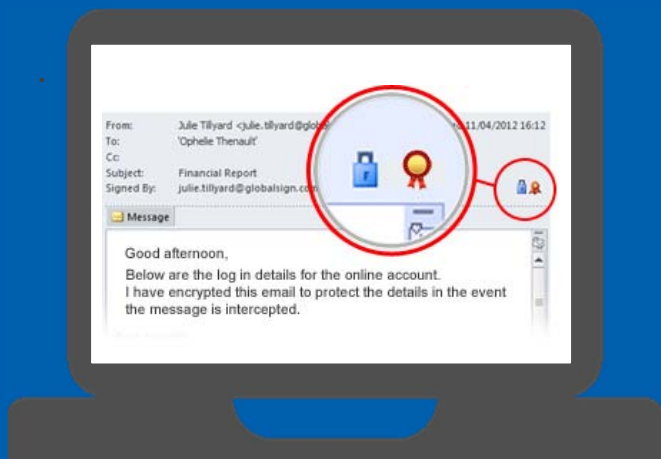 From: Julie Tillyard <julie.tillyard@glob 11/04/2012 16:12
To: 'Ophelie Thenault'
Cc:
Subject: Financial Report
Signed By: julie.tillyard@globalsign.com
Message
Good afternoon,
Below are the log in details for the online account.
I have encrypted this email to protect the details in the event
the message is intercepted.